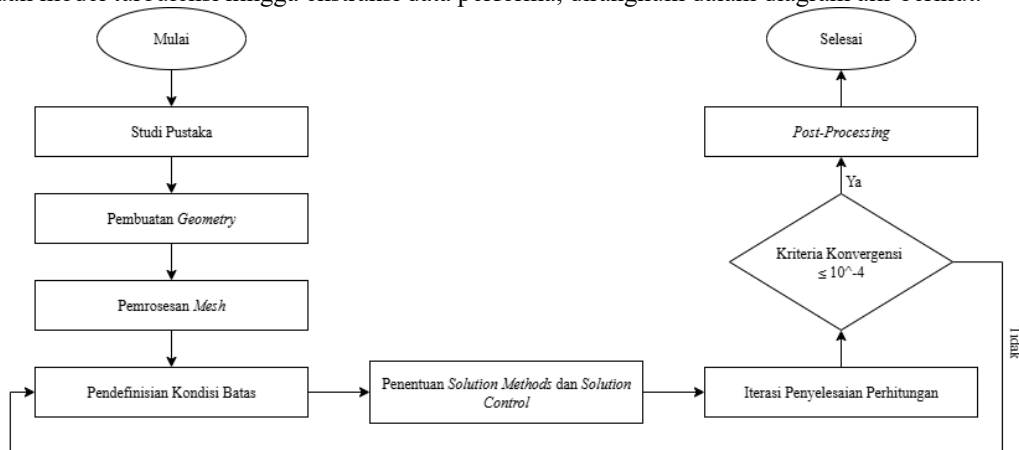 Mulai
Studi Pustaka
Pembuatan Geometry
Pemrosesan Mesh
Pendefinisian Kondisi Batas
Penentuan Solution Methods dan Solution
Control
Iterasi Penyelesaian Perhitungan
Kriteria Konvergensi
≤ 10^-4
Ya
Tidak
Post-Processing
Selesai